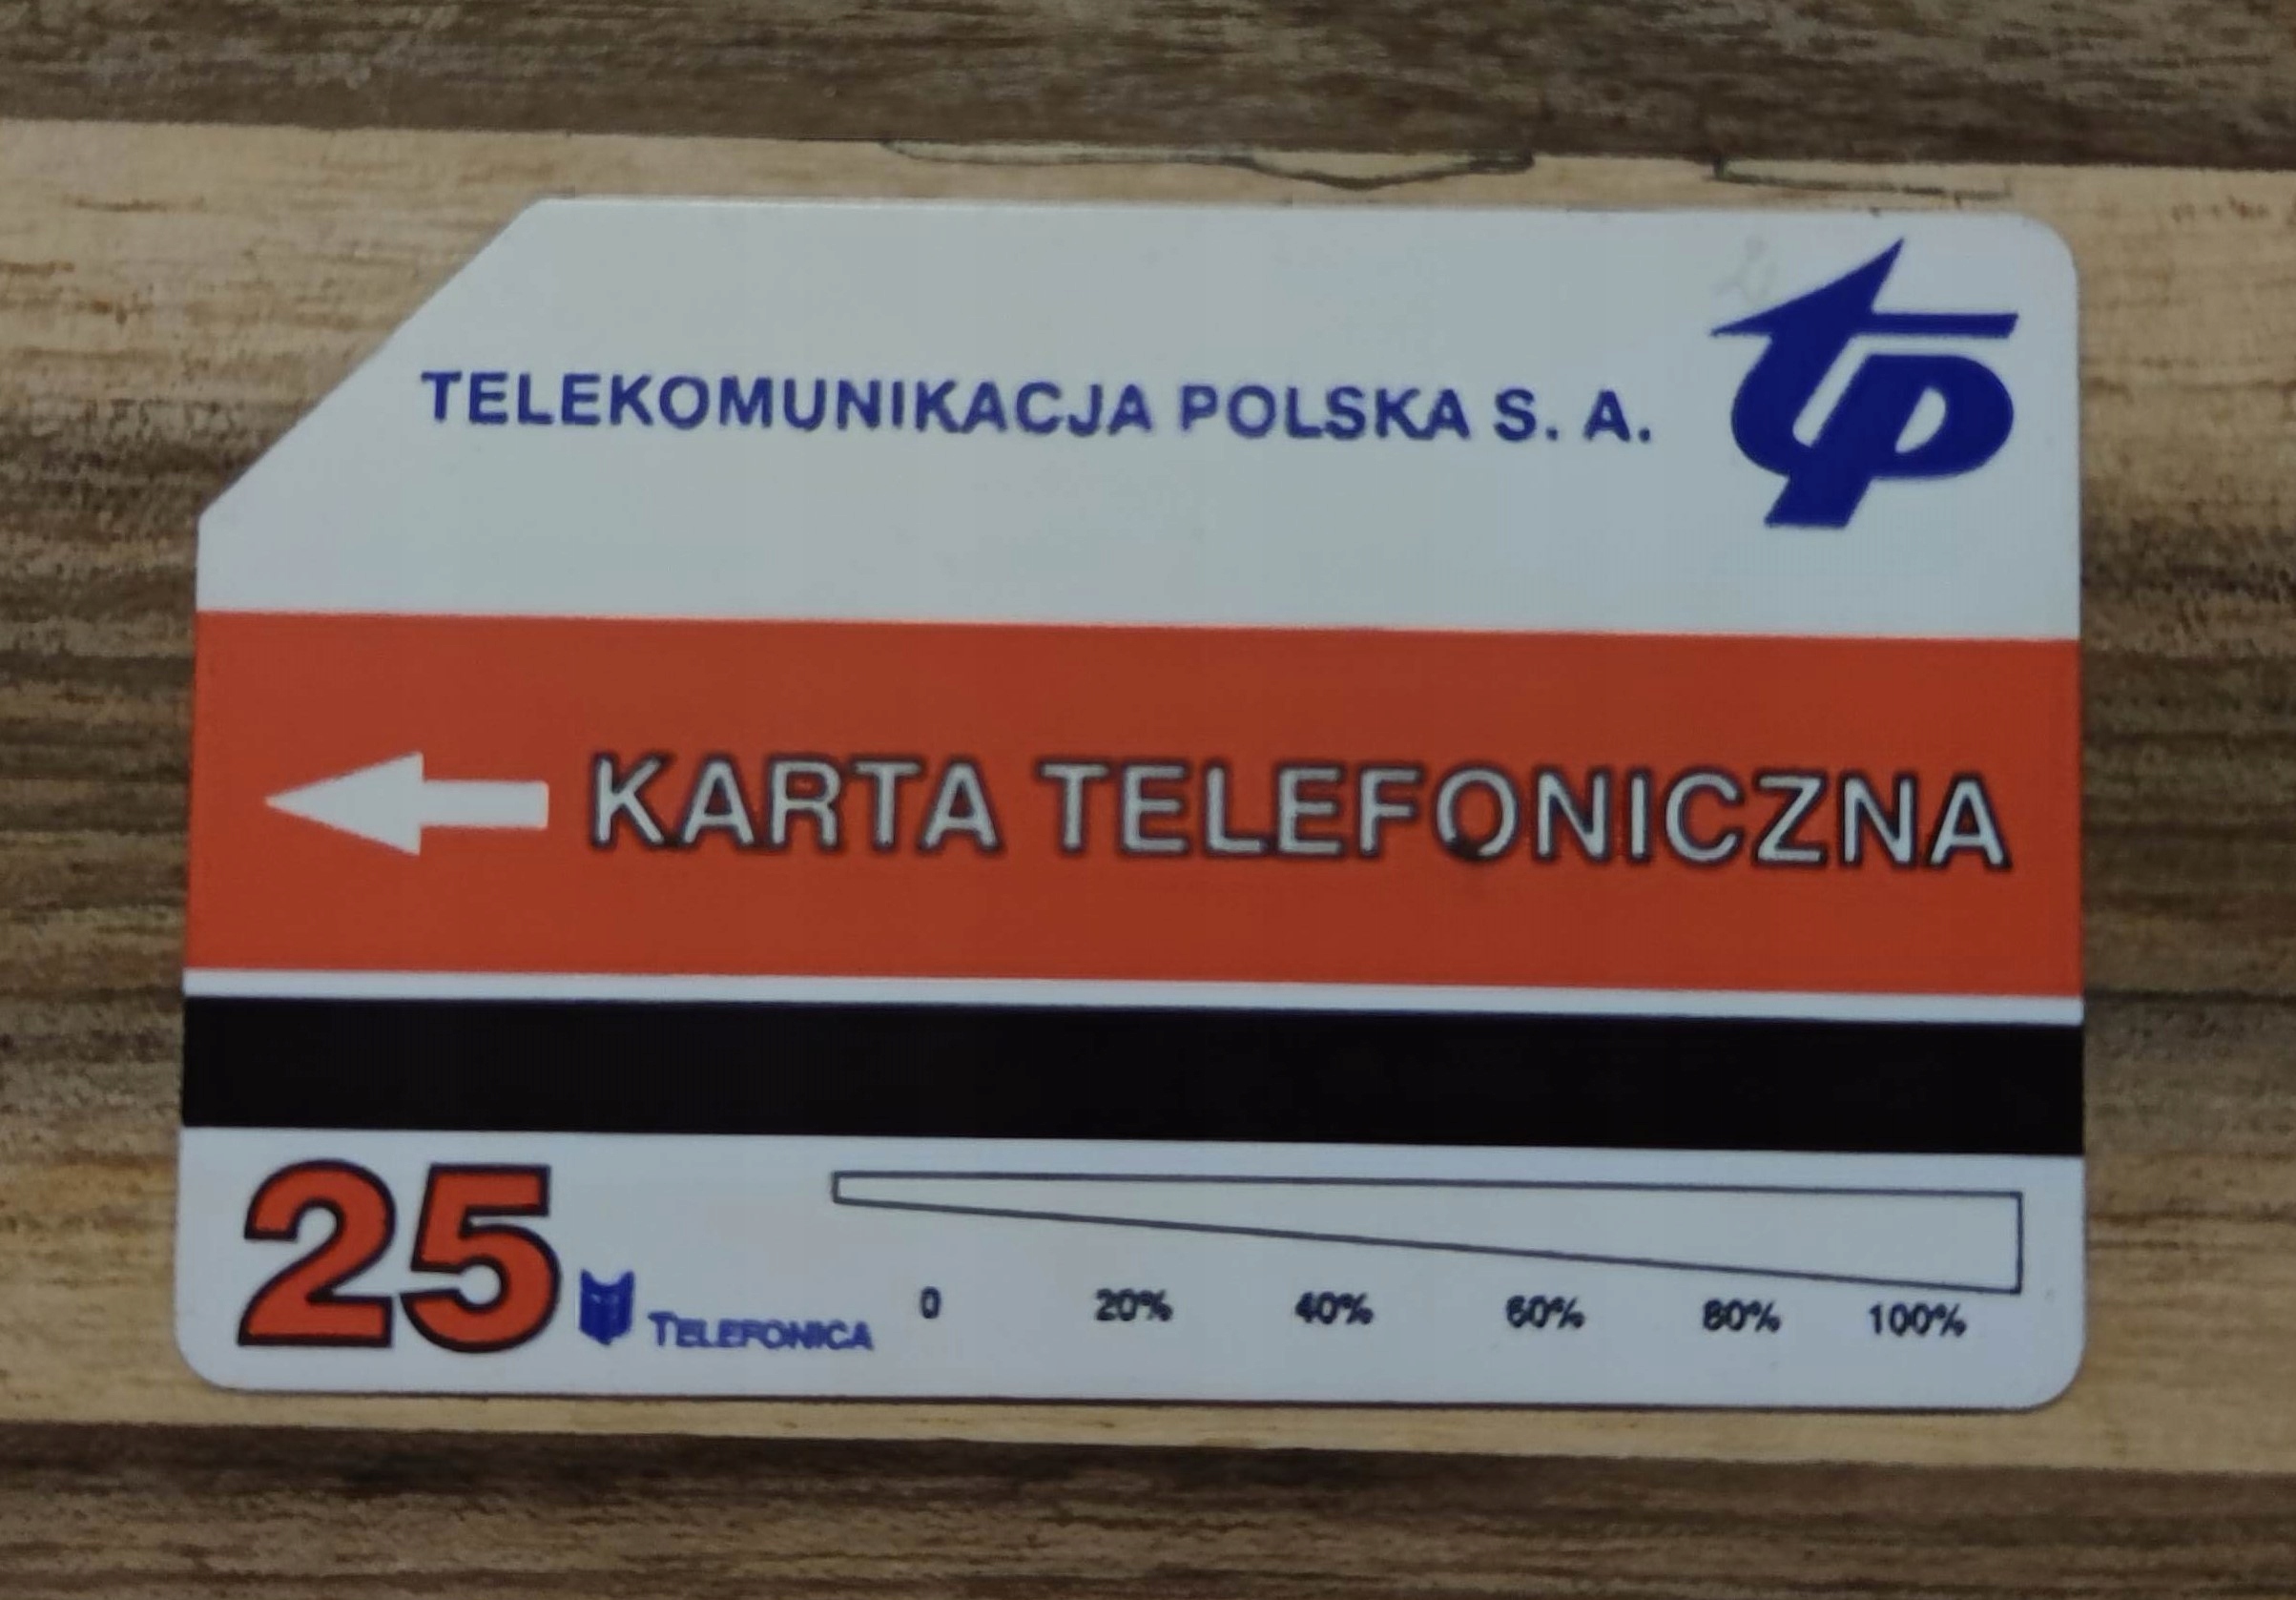 TELEKOMUNIKACJA POLSKA S. A.
tp
KARTA TELEFONICZNA
25
TELEFONICA
0 20% 40% 60% 80% 100%